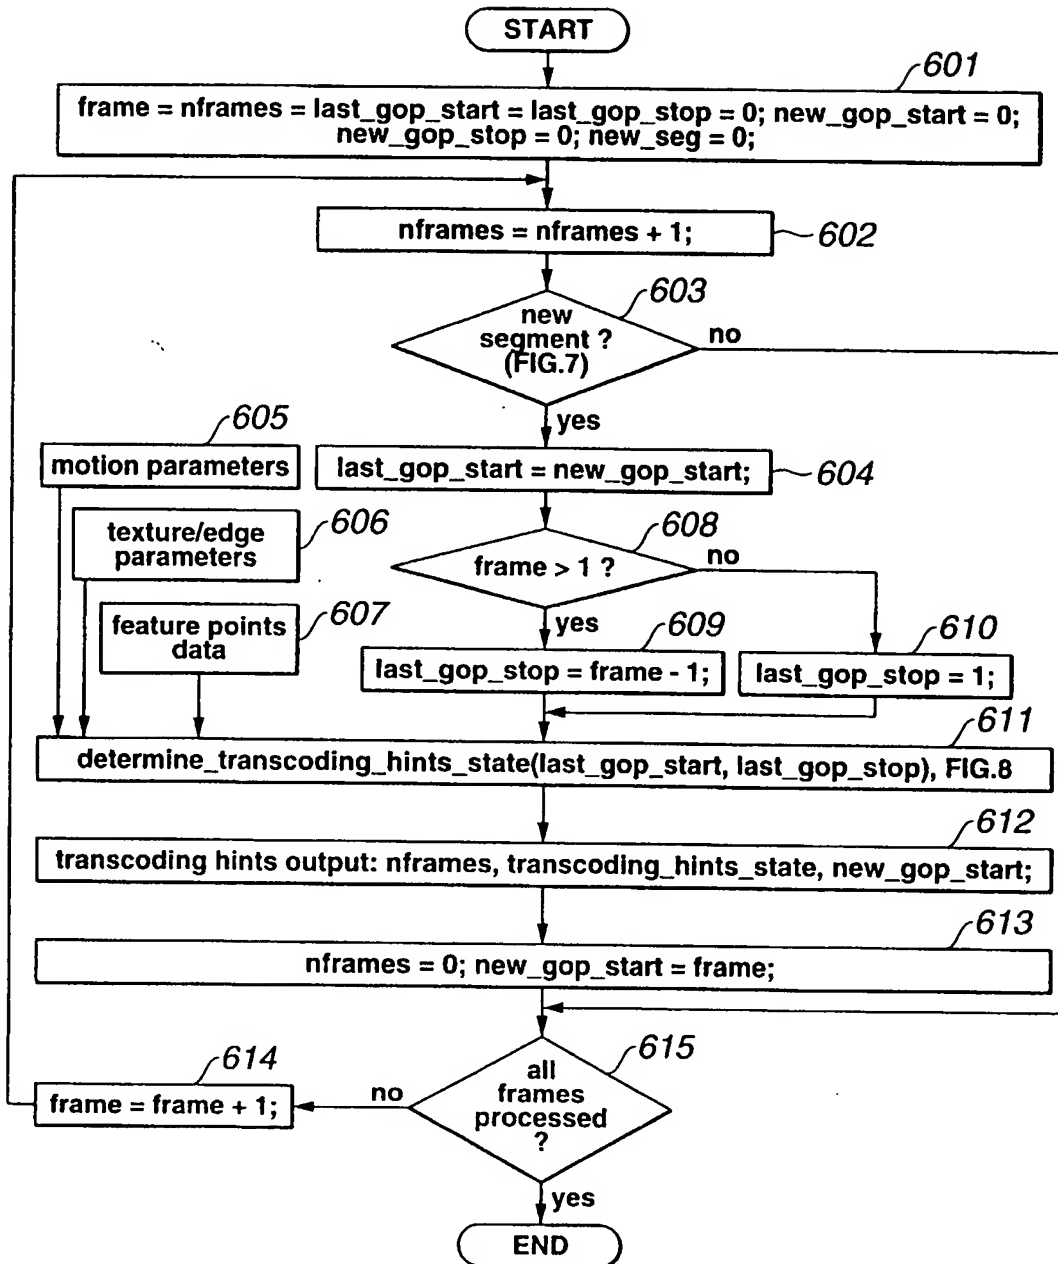 START
601
frame = nframes = last_gop_start = last_gop_stop = 0; new_gop_start = 0;
new_gop_stop = 0; new_seg = 0;
nframes = nframes + 1;
602
603
new
segment ?
(FIG.7)
no
yes
605
motion parameters
last_gop_start = new_gop_start;
604
606
texture/edge
parameters
608
frame > 1 ?
no
yes
607
feature points
data
609
last_gop_stop = frame - 1;
610
last_gop_stop = 1;
611
determine_transcoding_hints_state(last_gop_start, last_gop_stop), FIG.8
612
transcoding hints output: nframes, transcoding_hints_state, new_gop_start;
613
nframes = 0; new_gop_start = frame;
615
all
frames
processed
?
no
614
frame = frame + 1;
yes
END